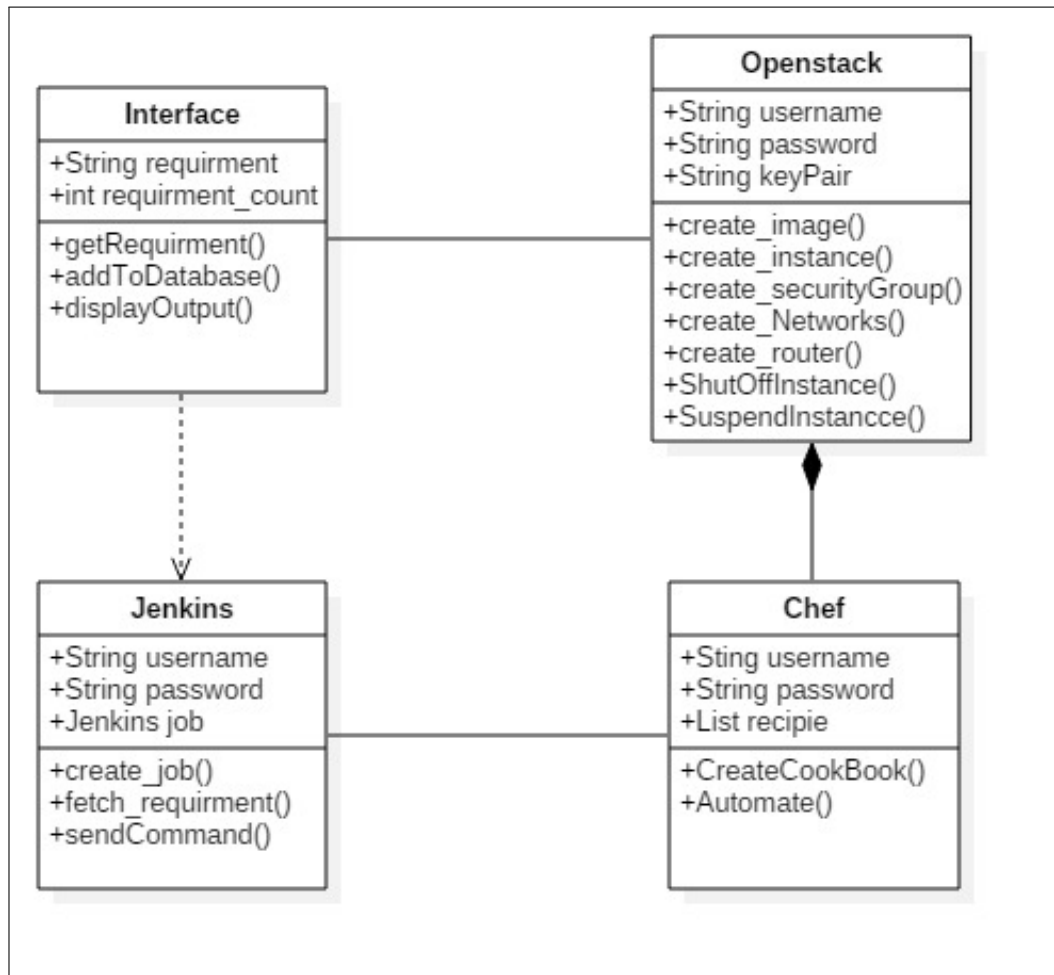 Interface
+String requirment
+int requirment_count
+getRequirment()
+addToDatabase()
+displayOutput()
Openstack
+String username
+String password
+String keyPair
+create_image()
+create_instance()
+create_securityGroup()
+create_Networks()
+create_router()
+ShutOffInstance()
+SuspendInstancce()
Jenkins
+String username
+String password
+Jenkins job
+create_job()
+fetch_requirment()
+sendCommand()
Chef
+Sting username
+String password
+List recipie
+CreateCookBook()
+Automate()